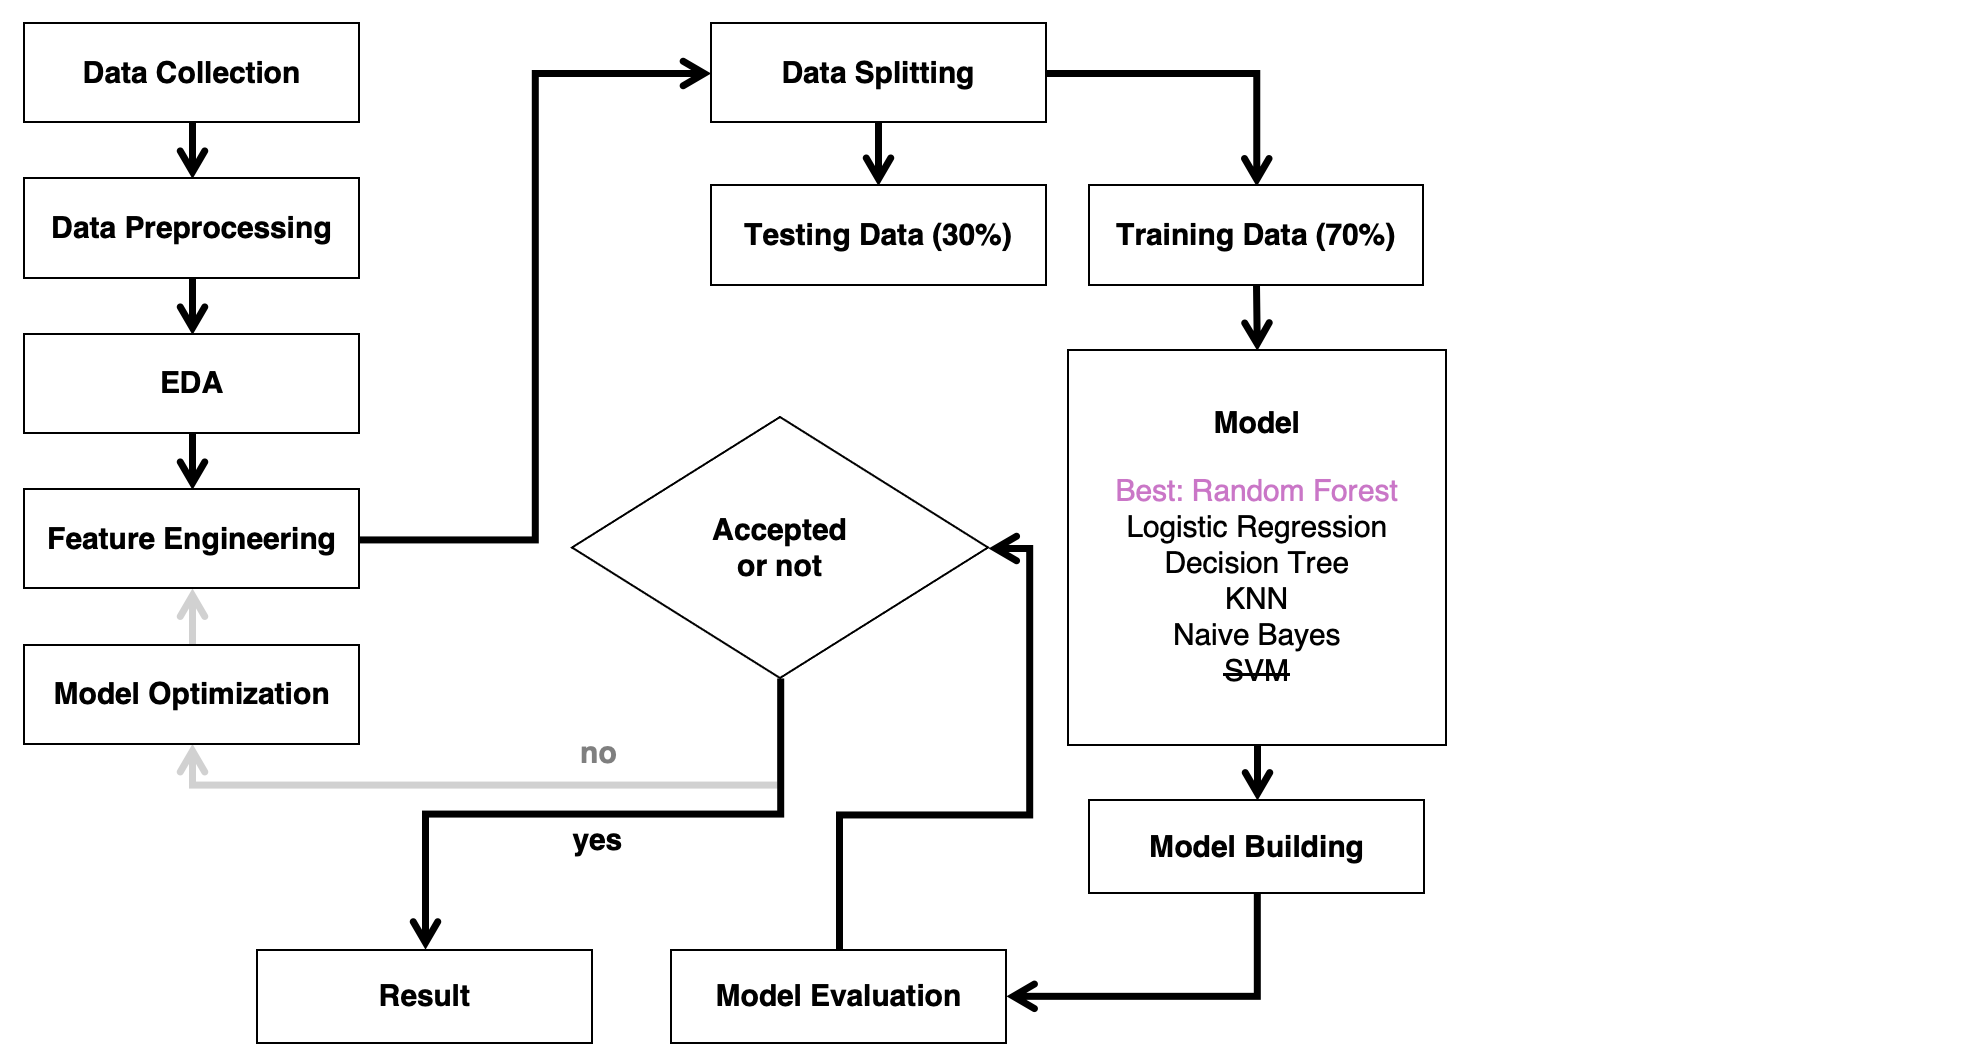 Data Collection
Data Preprocessing
EDA
Feature Engineering
Model Optimization
Data Splitting
Testing Data (30%)
Training Data (70%)
Model
Best: Random Forest
Logistic Regression
Decision Tree
KNN
Naive Bayes
SVM
Model Building
Model Evaluation
Accepted
or not
no
yes
Result